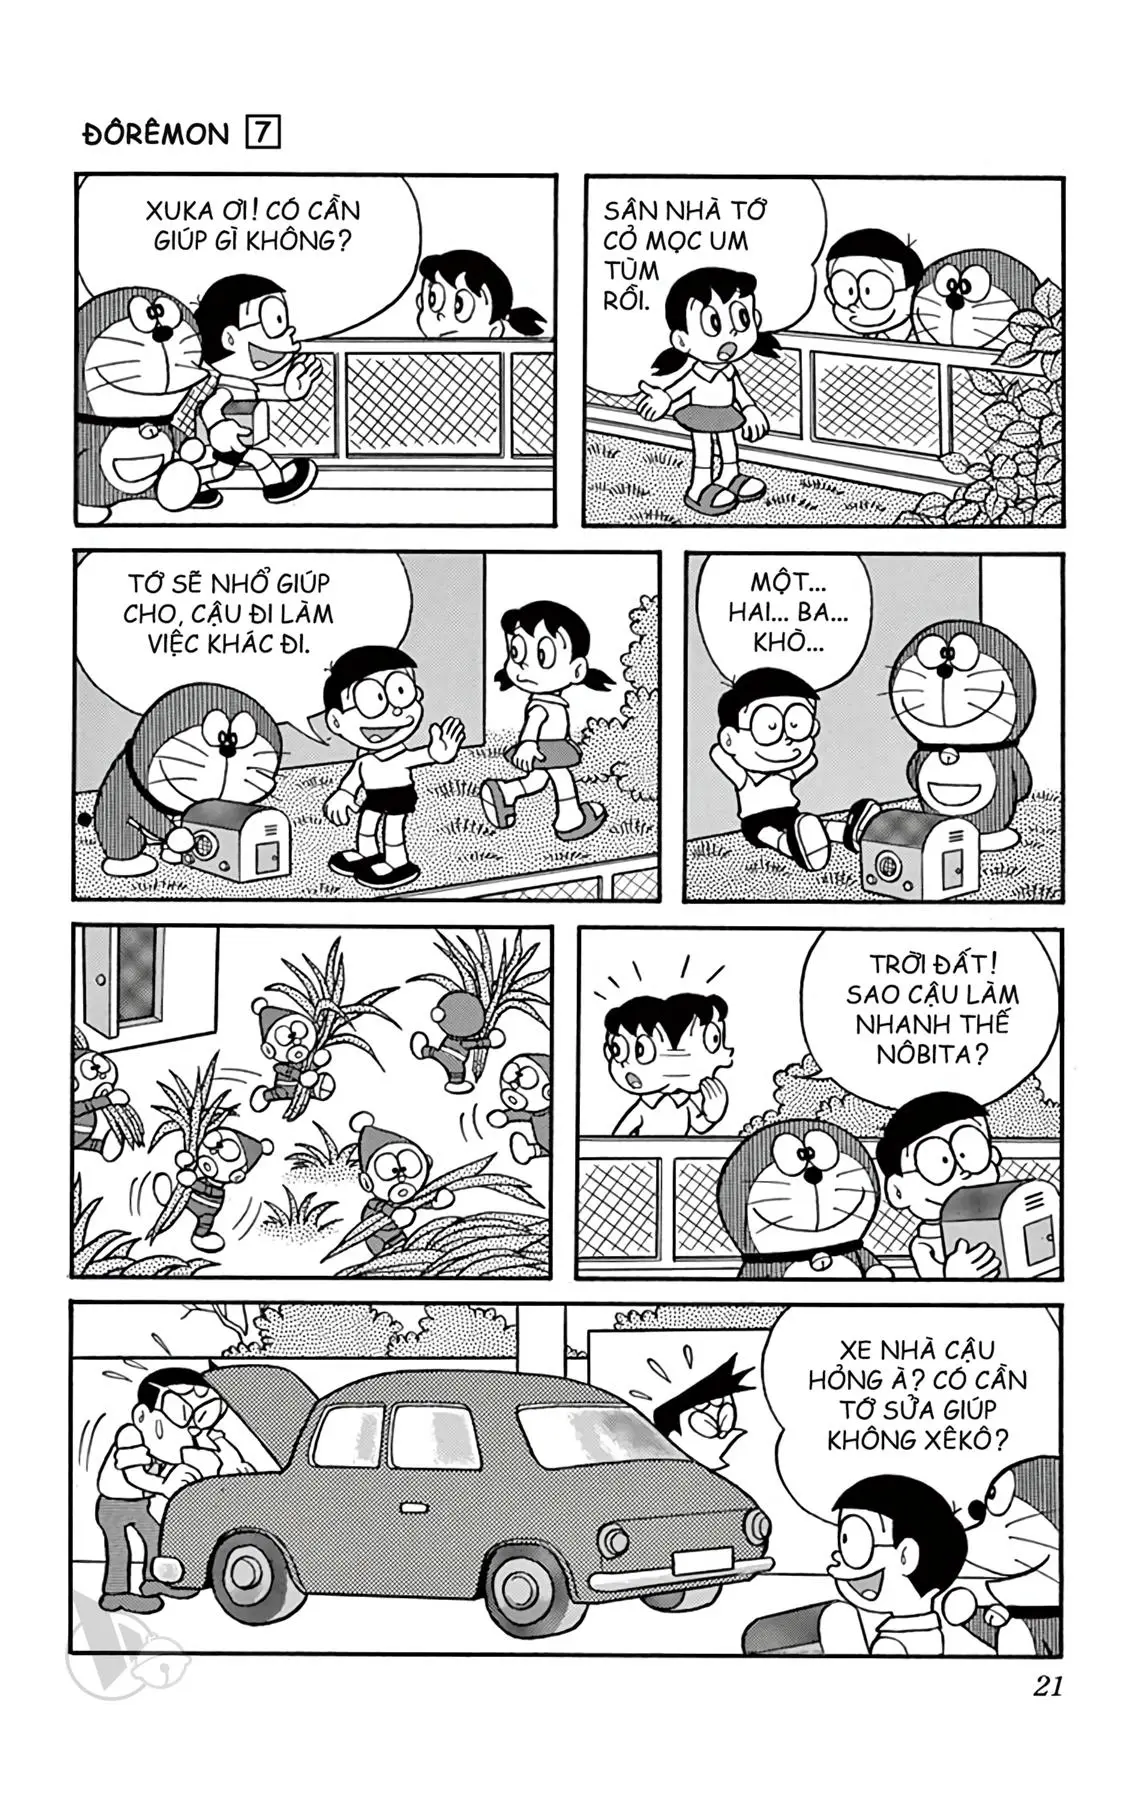 ĐÔRÊMON 7
XUKA ƠI! CÓ CẦN
GIÚP GÌ KHÔNG?
SÂN NHÀ TỚ
CỎ MỌC UM
TÙM
RỒI.
TỚ SẼ NHỔ GIÚP
CHO, CẬU ĐI LÀM
VIỆC KHÁC ĐI.
MỘT...
HAI... BA...
KHÒ...
TRỜI ĐẤT!
SAO CẬU LÀM
NHANH THẾ
NÔBITA?
XE NHÀ CẬU
HỎNG À? CÓ CẦN
TỚ SỬA GIÚP
KHÔNG XÊKÔ?
21